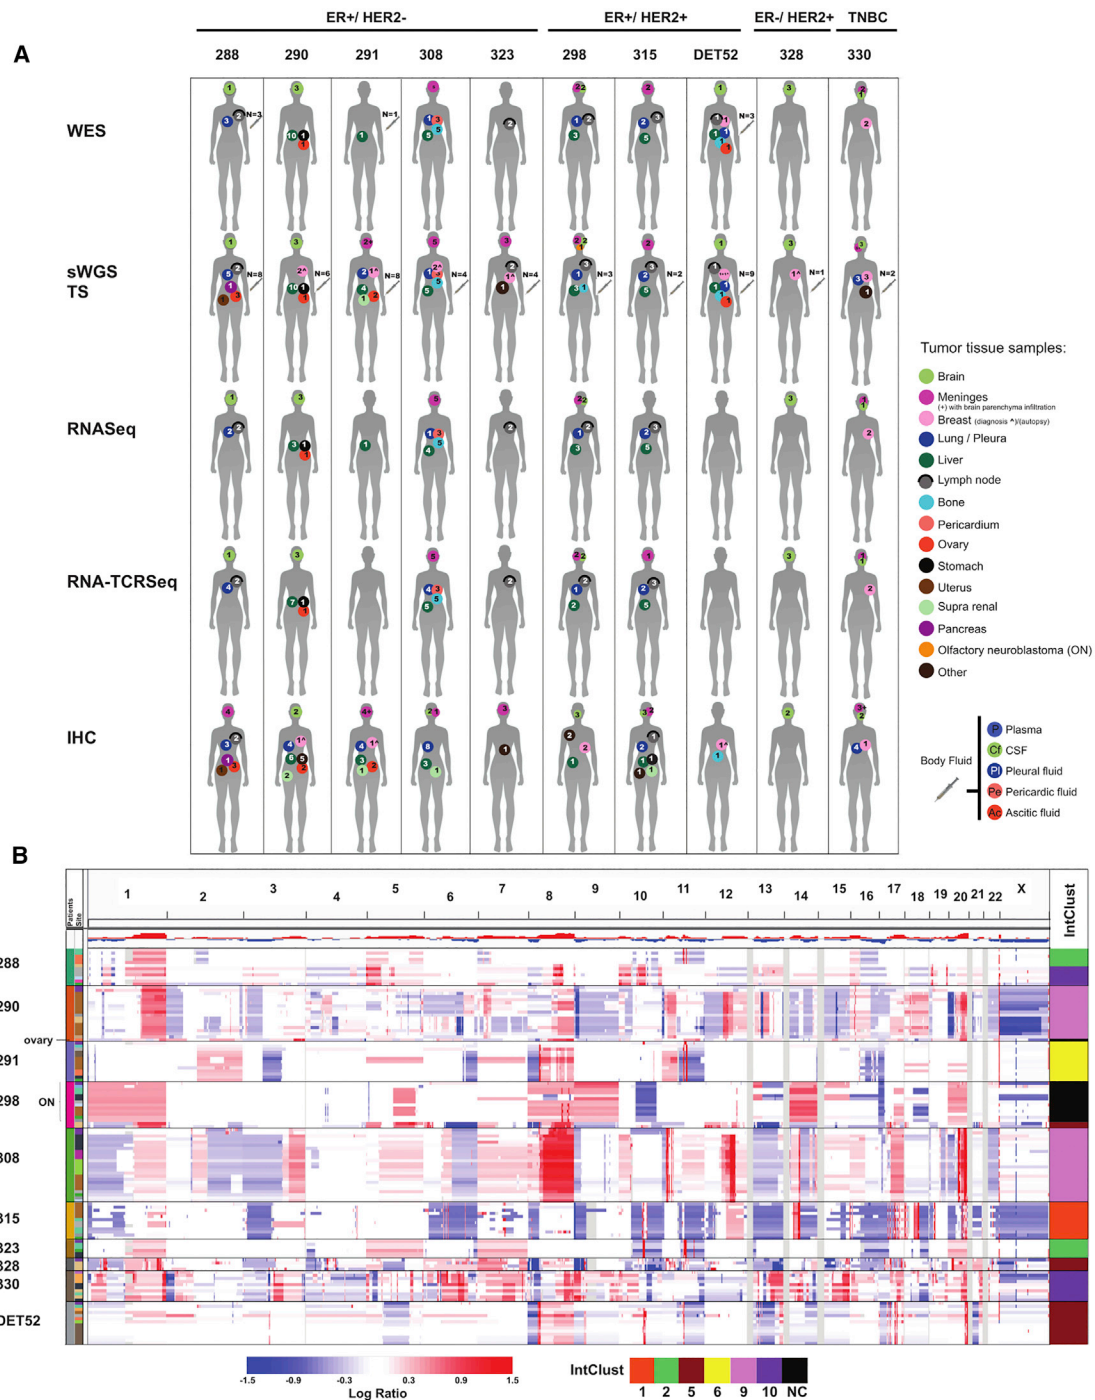 ER+/ HER2- ER+/ HER2+ ER-/ HER2+ TNBC
A
288 290 291 308 323 298 315 DET52 328 330
WES
N=3 N=1
sWGS
TS
N=8 N=6 N=8 N=4 N=4 N=3 N=2 N=9 N=1 N=2
RNASeq
RNA-TCRSeq
IHC
Tumor tissue samples:
Brain
Meninges
(+) with brain parenchyma infiltration
Breast (diagnosis ^)/(autopsy)
Lung / Pleura
Liver
Lymph node
Bone
Pericardium
Ovary
Stomach
Uterus
Supra renal
Pancreas
Olfactory neuroblastoma (ON)
Other
Body Fluid
P Plasma
Cf CSF
Pl Pleural fluid
Pe Pericardic fluid
Ac Ascitic fluid
B
Patients
Site
1 2 3 4 5 6 7 8 9 10 11 12 13 14 15 16 17 18 19 20 21 22 X
IntClust
288
290
ovary
291
ON
298
308
315
323
328
330
DET52
-1.5 -0.9 -0.3 0.3 0.9 1.5
Log Ratio
IntClust
1 2 5 6 9 10 NC